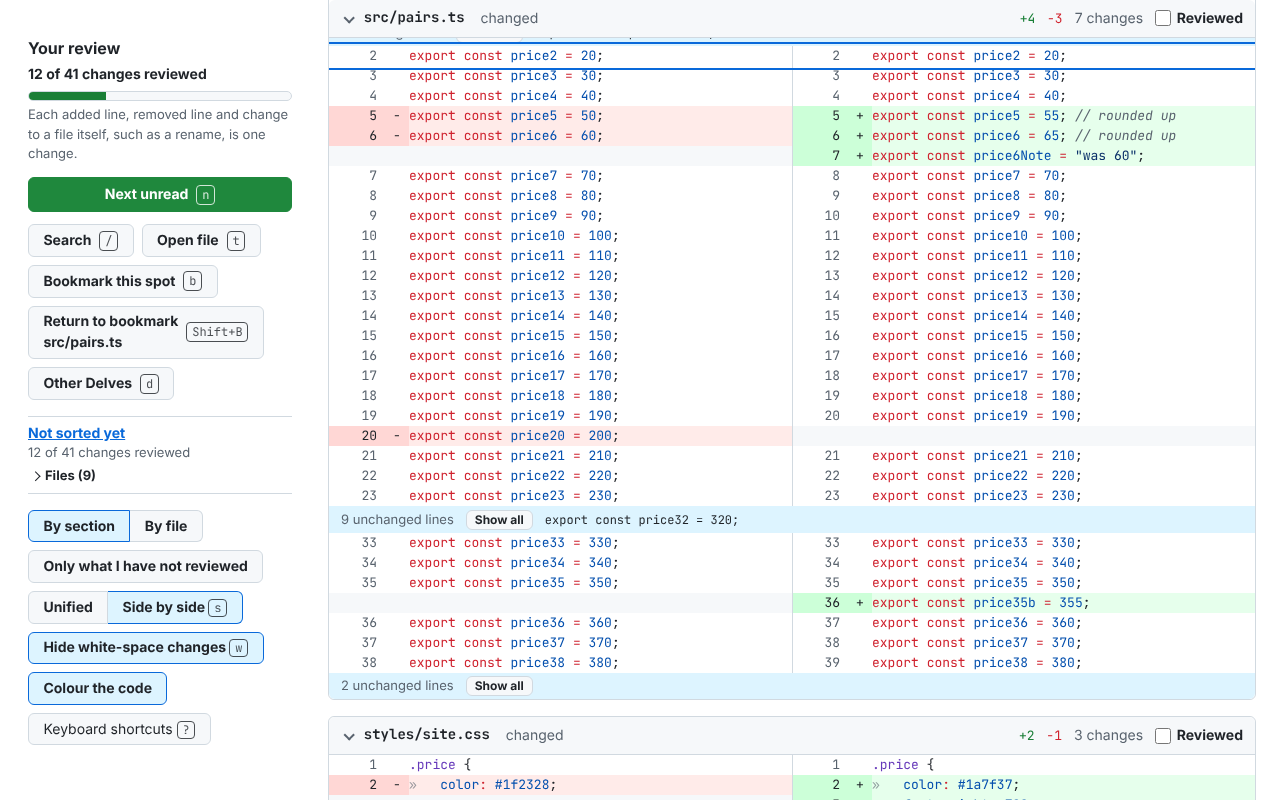 Your review
12 of 41 changes reviewed
Each added line, removed line and change
to a file itself, such as a rename, is one
change.
Next unread n
Search / Open file t
Bookmark this spot b
Return to bookmark
src/pairs.ts Shift+B
Other Delves d
Not sorted yet
12 of 41 changes reviewed
Files (9)
By section By file
Only what I have not reviewed
Unified Side by side s
Hide white-space changes w
Colour the code
Keyboard shortcuts ?
src/pairs.ts changed +4 -3 7 changes Reviewed
2 export const price2 = 20; 2 export const price2 = 20;
3 export const price3 = 30; 3 export const price3 = 30;
4 export const price4 = 40; 4 export const price4 = 40;
5 - export const price5 = 50; 5 + export const price5 = 55; // rounded up
6 - export const price6 = 60; 6 + export const price6 = 65; // rounded up
7 + export const price6Note = "was 60";
7 export const price7 = 70; 8 export const price7 = 70;
8 export const price8 = 80; 9 export const price8 = 80;
9 export const price9 = 90; 10 export const price9 = 90;
10 export const price10 = 100; 11 export const price10 = 100;
11 export const price11 = 110; 12 export const price11 = 110;
12 export const price12 = 120; 13 export const price12 = 120;
13 export const price13 = 130; 14 export const price13 = 130;
14 export const price14 = 140; 15 export const price14 = 140;
15 export const price15 = 150; 16 export const price15 = 150;
16 export const price16 = 160; 17 export const price16 = 160;
17 export const price17 = 170; 18 export const price17 = 170;
18 export const price18 = 180; 19 export const price18 = 180;
19 export const price19 = 190; 20 export const price19 = 190;
20 - export const price20 = 200;
21 export const price21 = 210; 21 export const price21 = 210;
22 export const price22 = 220; 22 export const price22 = 220;
23 export const price23 = 230; 23 export const price23 = 230;
9 unchanged lines Show all export const price32 = 320;
33 export const price33 = 330; 33 export const price33 = 330;
34 export const price34 = 340; 34 export const price34 = 340;
35 export const price35 = 350; 35 export const price35 = 350;
36 + export const price35b = 355;
36 export const price36 = 360; 37 export const price36 = 360;
37 export const price37 = 370; 38 export const price37 = 370;
38 export const price38 = 380; 39 export const price38 = 380;
2 unchanged lines Show all
styles/site.css changed +2 -1 3 changes Reviewed
1 .price { 1 .price {
2 - » color: #1f2328; 2 + » color: #1a7f37;